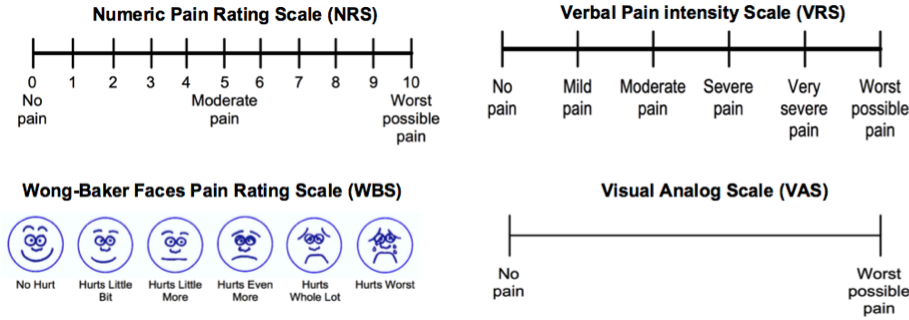 Numeric Pain Rating Scale (NRS)
0 1 2 3 4 5 6 7 8 9 10
No Moderate Worst
pain pain possible
pain
Verbal Pain intensity Scale (VRS)
No Mild Moderate Severe Very Worst
pain pain pain pain severe possible
pain pain
Wong-Baker Faces Pain Rating Scale (WBS)
No Hurt Hurts Little Hurts Little Hurts Even Hurts Hurts Worst
Bit More More Whole Lot
Visual Analog Scale (VAS)
No Worst
pain possible
pain